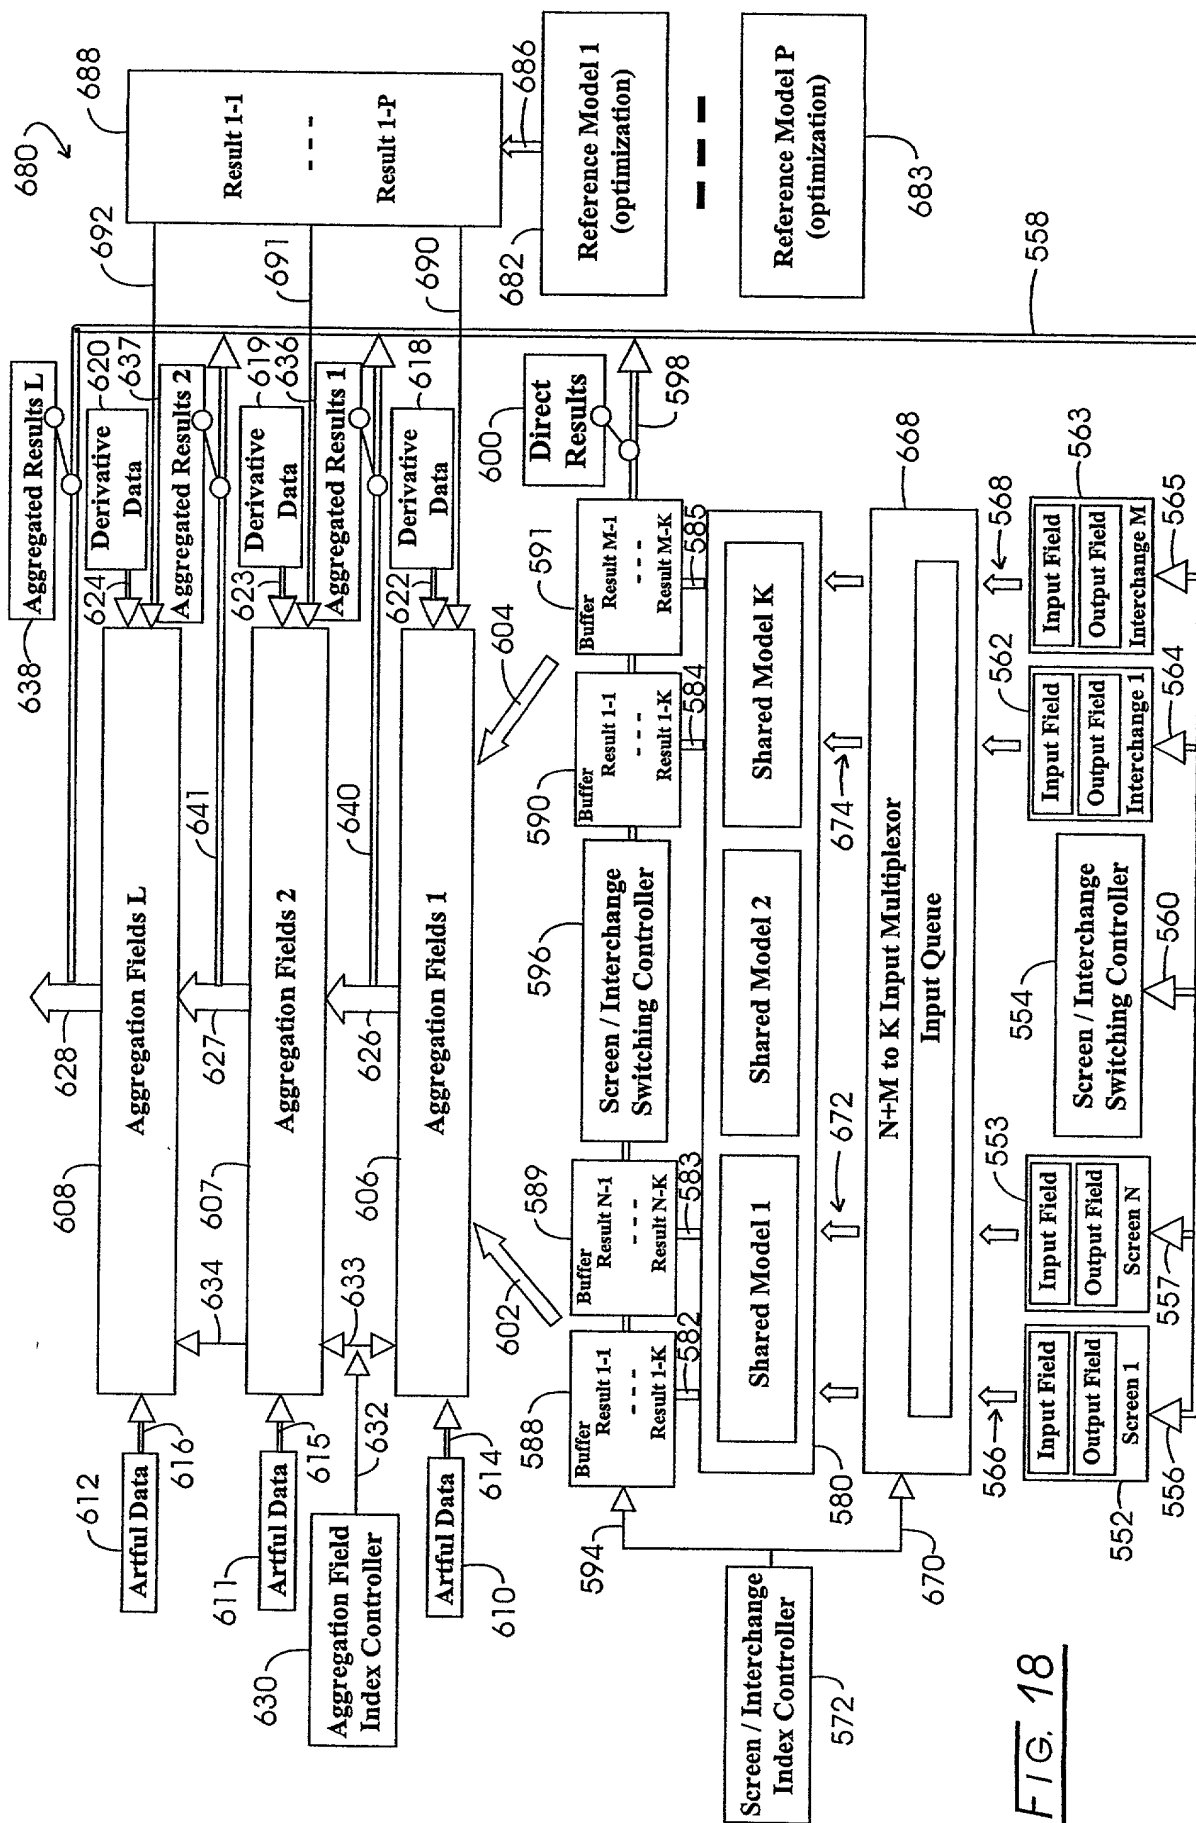 680
688
Result 1-1
Result 1-P
686
Reference Model 1
(optimization)
682
Reference Model P
(optimization)
683
692
691
690
558
638
Aggregated Results L
620
Derivative
Data
624
637
Aggregated Results 2
619
Derivative
Data
623
636
Aggregated Results 1
618
Derivative
Data
622
628
641
627
640
626
608
Aggregation Fields L
607
Aggregation Fields 2
606
Aggregation Fields 1
634
633
632
612
Artful Data
616
611
Artful Data
615
630
Aggregation Field
Index Controller
610
Artful Data
614
602
604
600
Direct
Results
598
588
Buffer
Result 1-1
Result 1-K
582
589
Buffer
Result N-1
Result N-K
583
596
Screen / Interchange
Switching Controller
590
Buffer
Result 1-1
Result 1-K
584
591
Buffer
Result M-1
Result M-K
585
594
580
Shared Model 1
Shared Model 2
Shared Model K
672
674
668
670
N+M to K Input Multiplexor
Input Queue
Screen / Interchange
Index Controller
572
566
553
562
568
563
552
Input Field
Output Field
Screen 1
556
Input Field
Output Field
Screen N
557
554
Screen / Interchange
Switching Controller
560
Input Field
Output Field
Interchange 1
564
Input Field
Output Field
Interchange M
565
FIG. 18